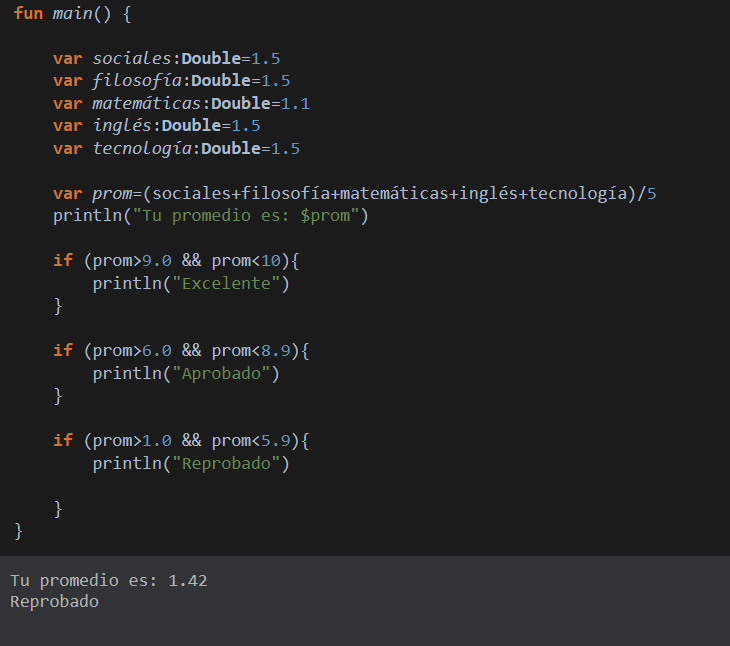 fun main() {
var sociales:Double=1.5
var filosofía:Double=1.5
var matemáticas:Double=1.1
var inglés:Double=1.5
var tecnología:Double=1.5
var prom=(sociales+filosofía+matemáticas+inglés+tecnología)/5
println("Tu promedio es: $prom")
if (prom>9.0 && prom<10){
println("Excelente")
}
if (prom>6.0 && prom<8.9){
println("Aprobado")
}
if (prom>1.0 && prom<5.9){
println("Reprobado")
}
}
Tu promedio es: 1.42
Reprobado